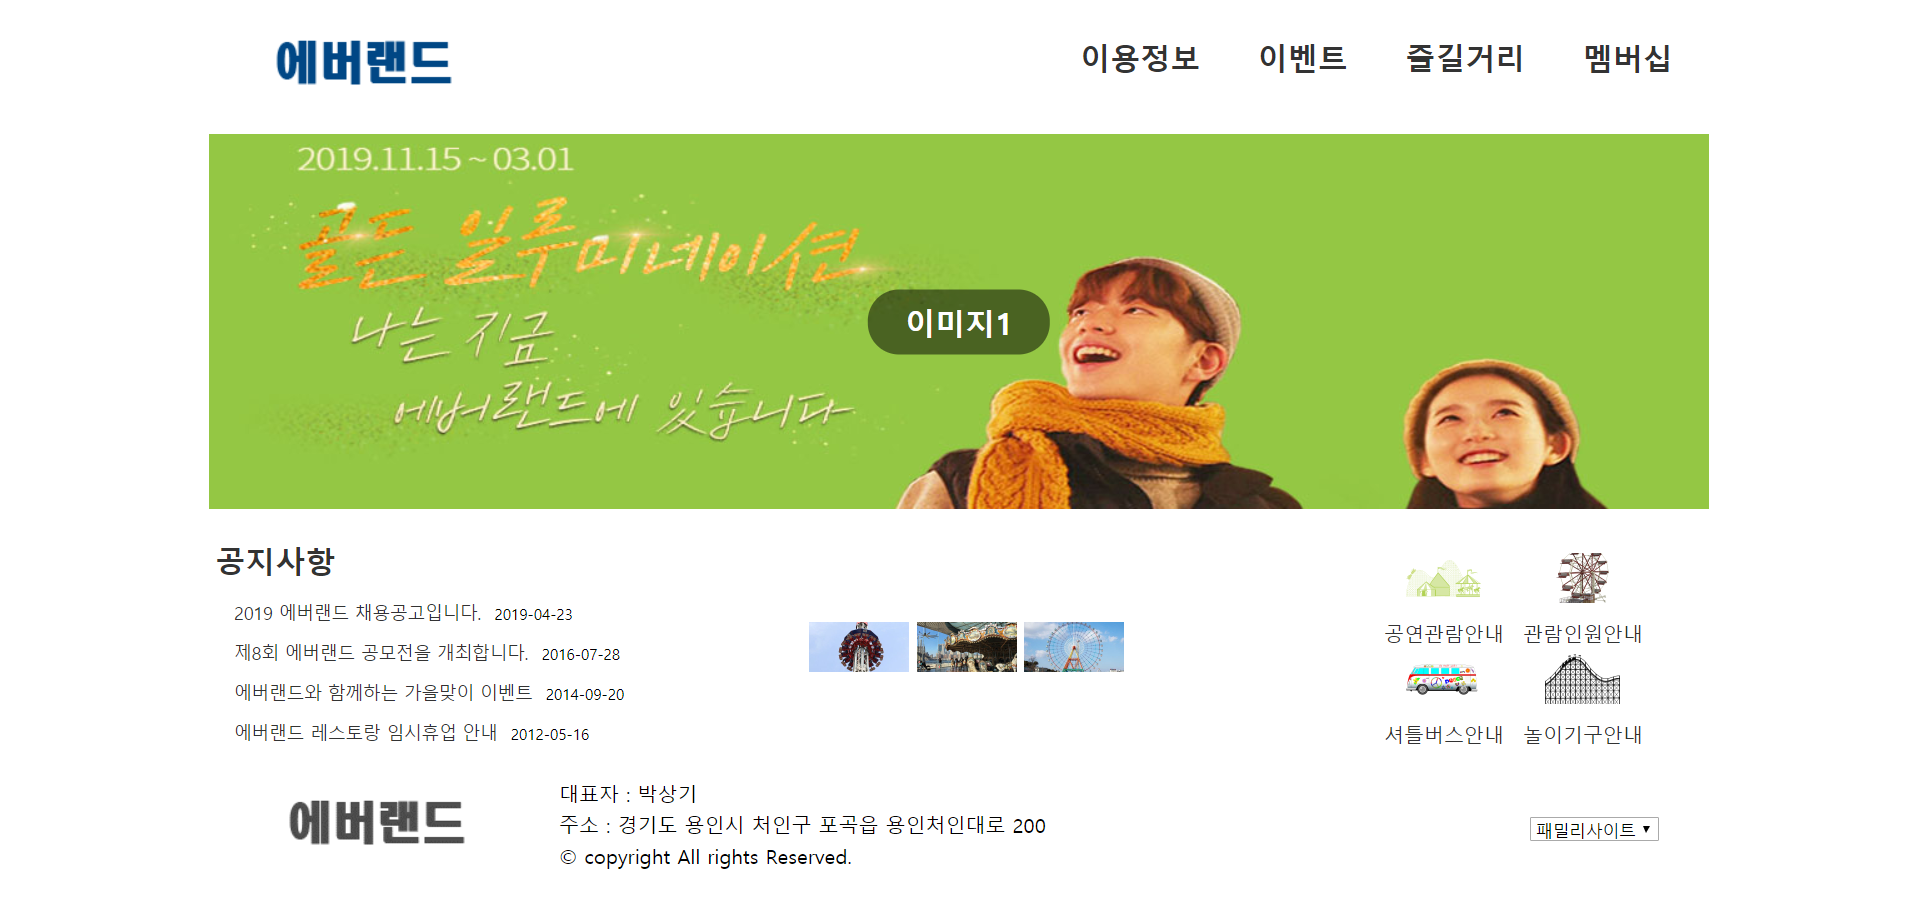 에버랜드
이용정보 이벤트 즐길거리 멤버십
2019.11.15 ~ 03.01
골든 일루미네이션
나는 지금
에버랜드에 있습니다
이미지1
공지사항
2019 에버랜드 채용공고입니다. 2019-04-23
제8회 에버랜드 공모전을 개최합니다. 2016-07-28
에버랜드와 함께하는 가을맞이 이벤트 2014-09-20
에버랜드 레스토랑 임시휴업 안내 2012-05-16
공연관람안내 관람인원안내
셔틀버스안내 놀이기구안내
에버랜드
대표자 : 박상기
주소 : 경기도 용인시 처인구 포곡읍 용인처인대로 200
© copyright All rights Reserved.
패밀리사이트